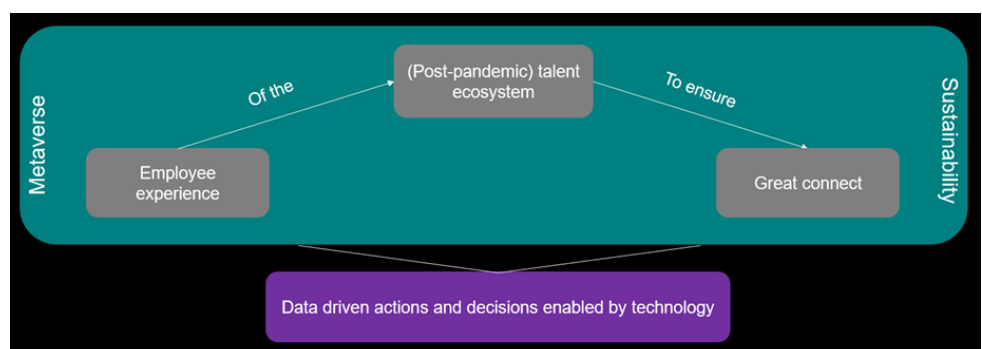 Metaverse
Employee
experience
Of the
(Post-pandemic) talent
ecosystem
To ensure
Great connect
Sustainability
Data driven actions and decisions enabled by technology